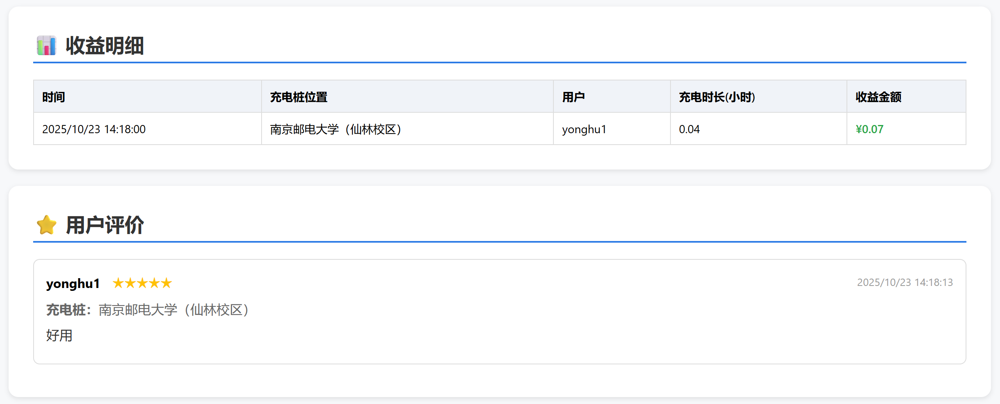 收益明细
时间 充电桩位置 用户 充电时长(小时) 收益金额
2025/10/23 14:18:00 南京邮电大学（仙林校区） yonghu1 0.04 ¥0.07
用户评价
yonghu1 ★★★★★ 2025/10/23 14:18:13
充电桩：南京邮电大学（仙林校区）
好用